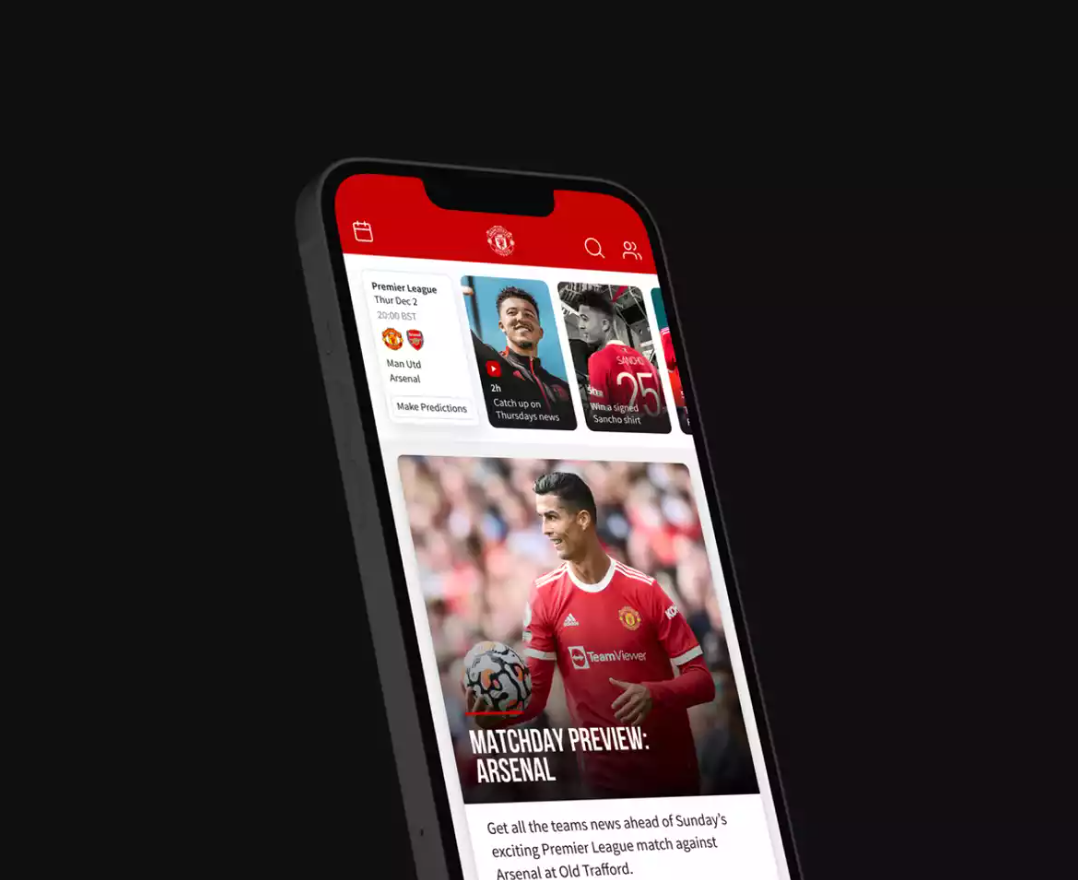 Premier League
Thur Dec 2
20:00 BST
Man Utd
Arsenal
Make Predictions
2h
Catch up on
Thursdays news
SANCHO
25
5h
Win a signed
Sancho shirt
TeamViewer
MATCHDAY PREVIEW:
ARSENAL
Get all the teams news ahead of Sunday's
exciting Premier League match against
Arsenal at Old Trafford.